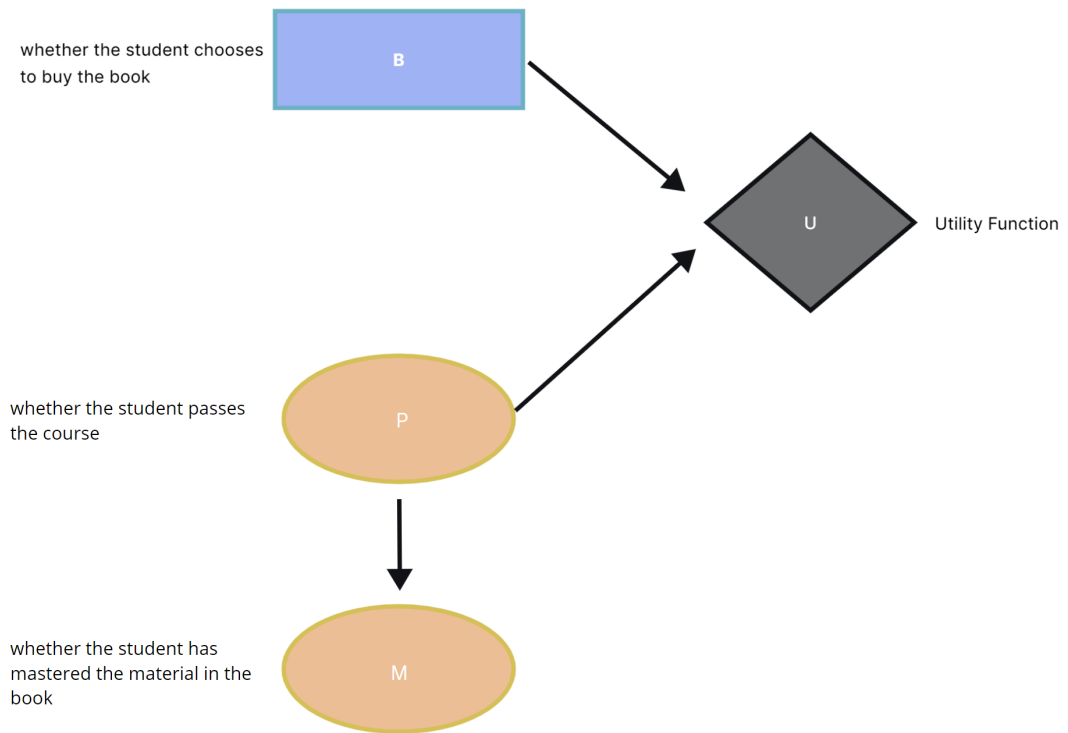 whether the student chooses
to buy the book
B
U
Utility Function
whether the student passes
the course
P
whether the student has
mastered the material in the
book
M